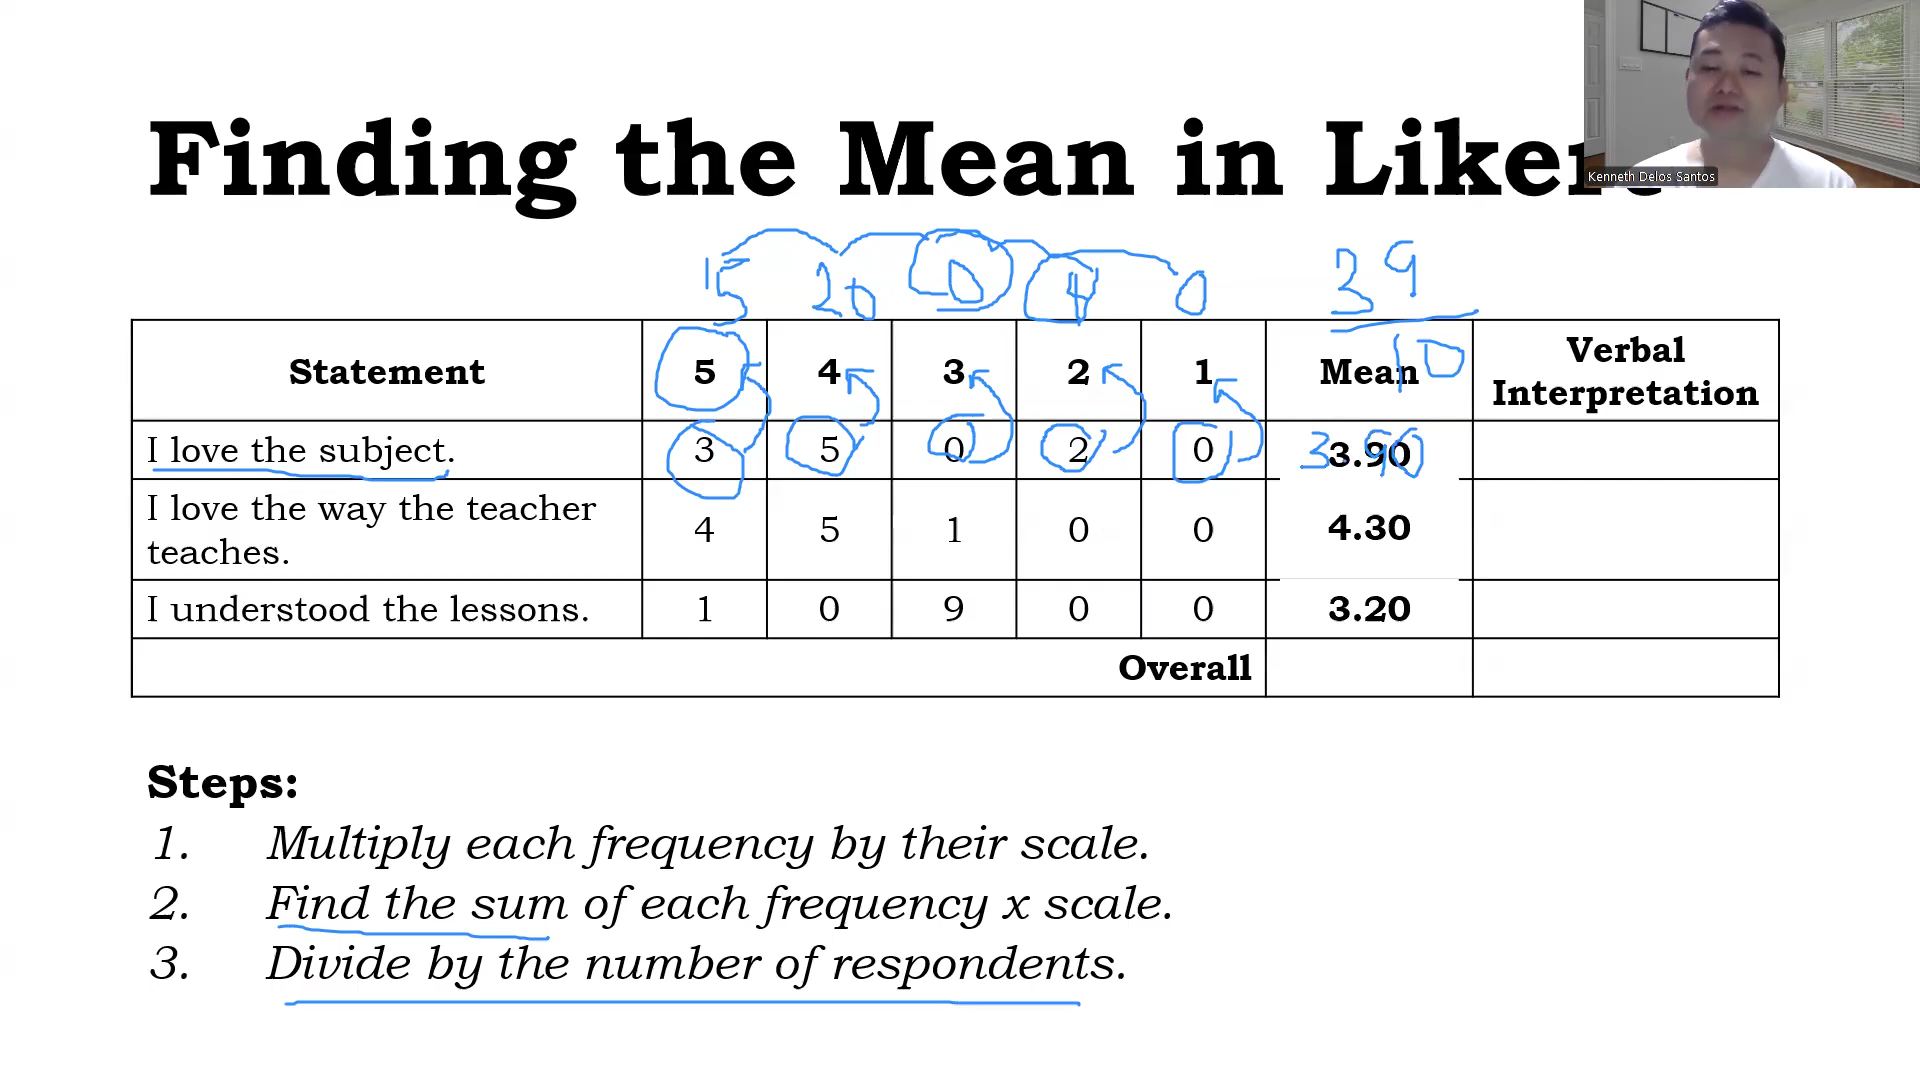 Finding the Mean in Liker
Kenneth Delos Santos
15 20 0 4 0 39
10
Statement 5 4 3 2 1 Mean Verbal Interpretation
I love the subject. 3 5 0 2 0 3.90 3.90
I love the way the teacher teaches. 4 5 1 0 0 4.30
I understood the lessons. 1 0 9 0 0 3.20
Overall
Steps:
1. Multiply each frequency by their scale.
2. Find the sum of each frequency x scale.
3. Divide by the number of respondents.